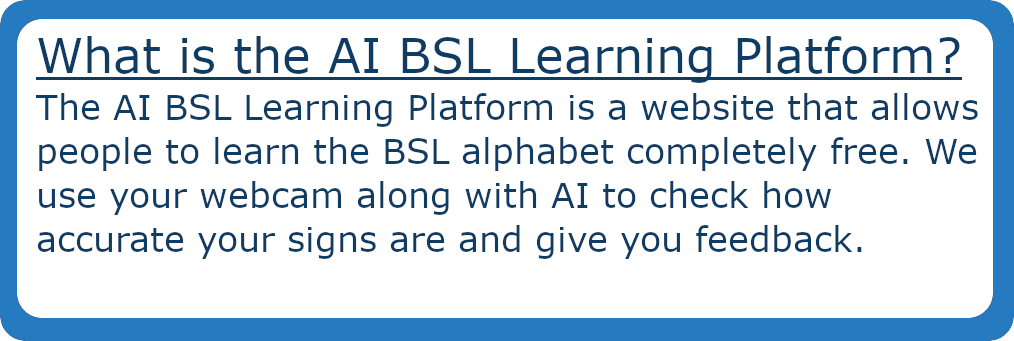 What is the AI BSL Learning Platform?
The AI BSL Learning Platform is a website that allows
people to learn the BSL alphabet completely free. We
use your webcam along with AI to check how
accurate your signs are and give you feedback.